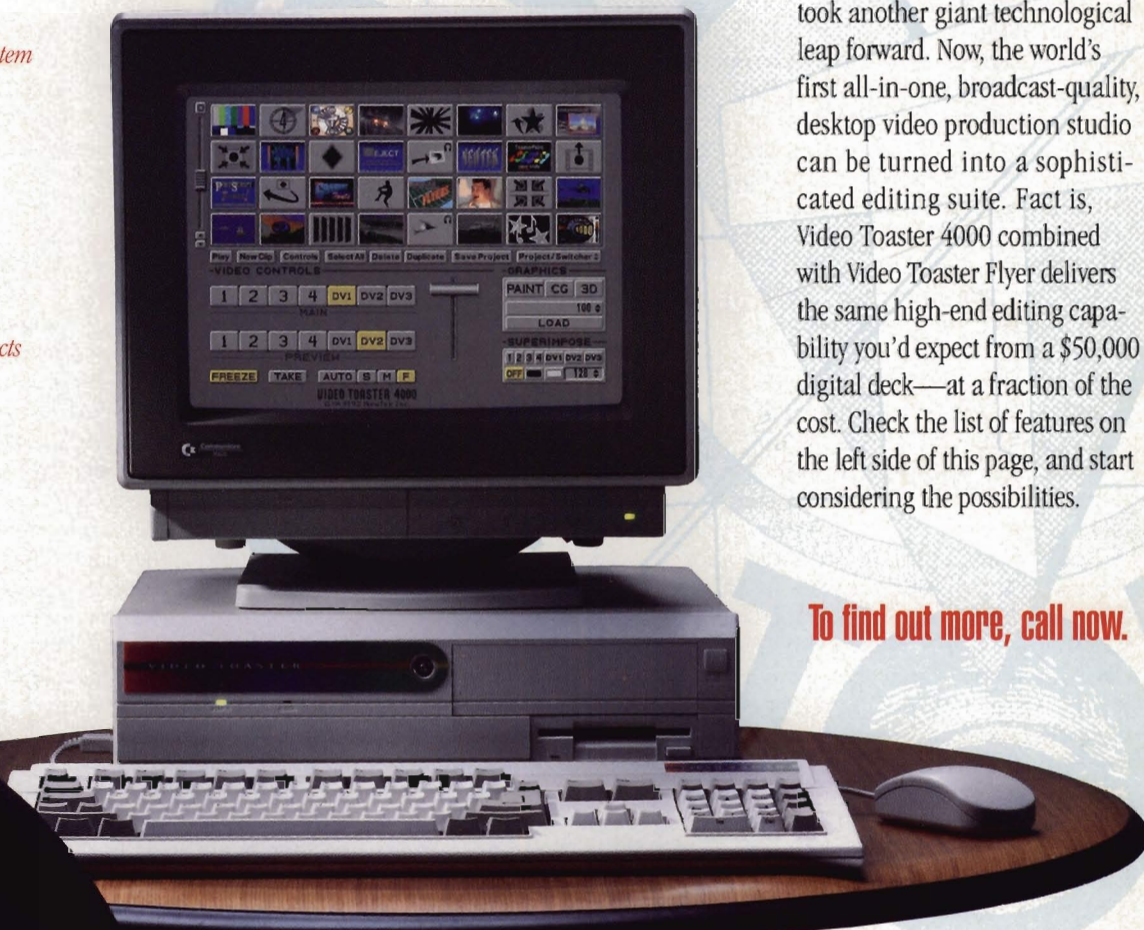 tem
cts
took another giant technological
leap forward. Now, the world's
first all-in-one, broadcast-quality,
desktop video production studio
can be turned into a sophisti-
cated editing suite. Fact is,
Video Toaster 4000 combined
with Video Toaster Flyer delivers
the same high-end editing capa-
bility you'd expect from a $50,000
digital deck—at a fraction of the
cost. Check the list of features on
the left side of this page, and start
considering the possibilities.
To find out more, call now.
EJECT
NEWTEK
Play New Clip Controls Select All Delete Duplicate Save Project Project/Switcher
VIDEO CONTROLS
1 2 3 4 DV1 DV2 DV3
MAIN
1 2 3 4 DV1 DV2 DV3
PREVIEW
FREEZE TAKE AUTO S M F
GRAPHICS
PAINT CG 3D
100
LOAD
SUPERIMPOSE
1 2 3 4 DV1 DV2 DV3
OFF 128
VIDEO TOASTER 4000
Commodore
VIDEO TOASTER